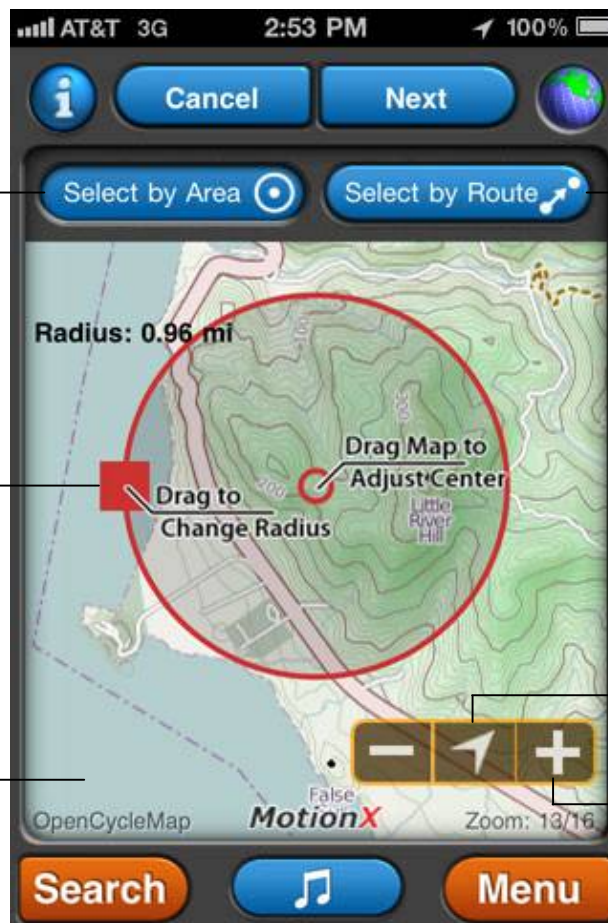 AT&T 3G 2:53 PM 100%
Cancel Next
Select by Area Select by Route
Radius: 0.96 mi
300
Drag Map to
Adjust Center
200
Drag to
Change Radius
Little
River
Hill
False
OpenCycleMap MotionX Zoom: 13/16
Search Menu